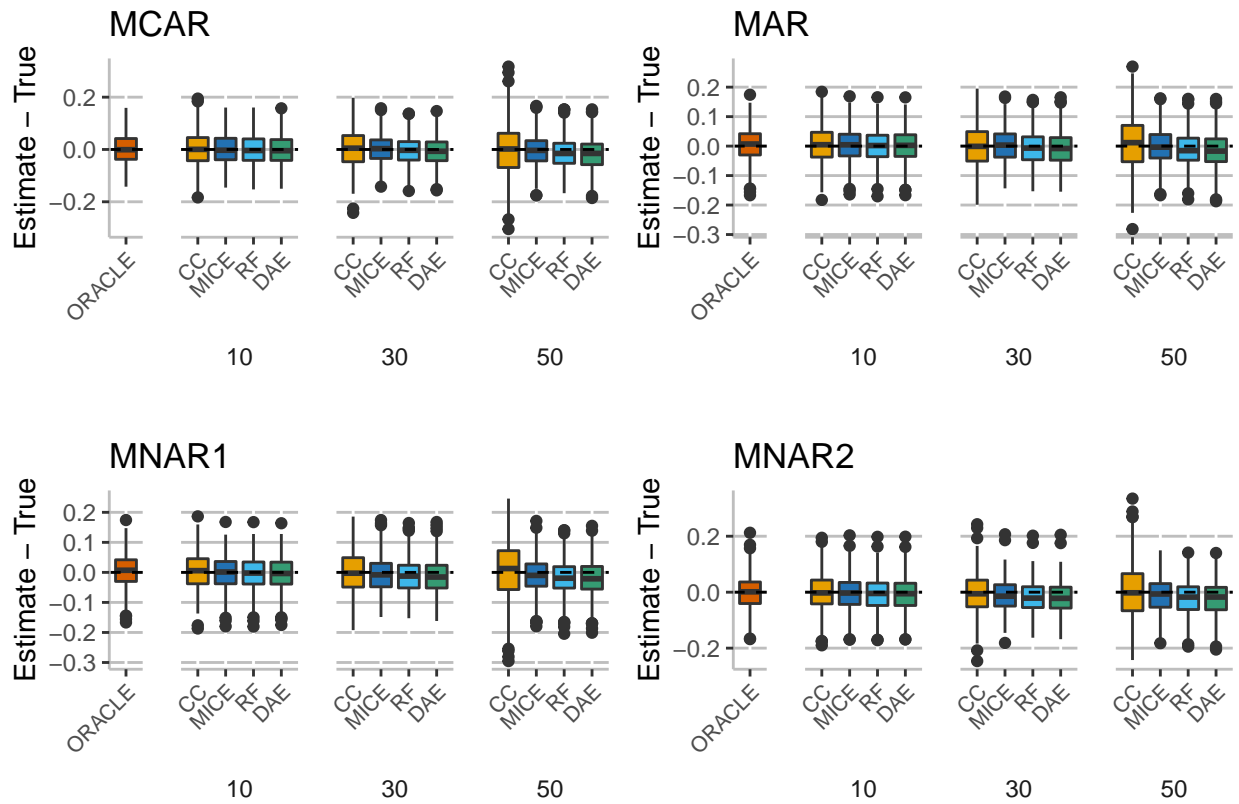 MCAR
Estimate − True
0.2
0.0
−0.2
ORACLE
CC
MICE
RF
DAE
CC
MICE
RF
DAE
CC
MICE
RF
DAE
10
30
50
MAR
Estimate − True
0.2
0.1
0.0
−0.1
−0.2
−0.3
ORACLE
CC
MICE
RF
DAE
CC
MICE
RF
DAE
CC
MICE
RF
DAE
10
30
50
MNAR1
Estimate − True
0.2
0.1
0.0
−0.1
−0.2
−0.3
ORACLE
CC
MICE
RF
DAE
CC
MICE
RF
DAE
CC
MICE
RF
DAE
10
30
50
MNAR2
Estimate − True
0.2
0.0
−0.2
ORACLE
CC
MICE
RF
DAE
CC
MICE
RF
DAE
CC
MICE
RF
DAE
10
30
50